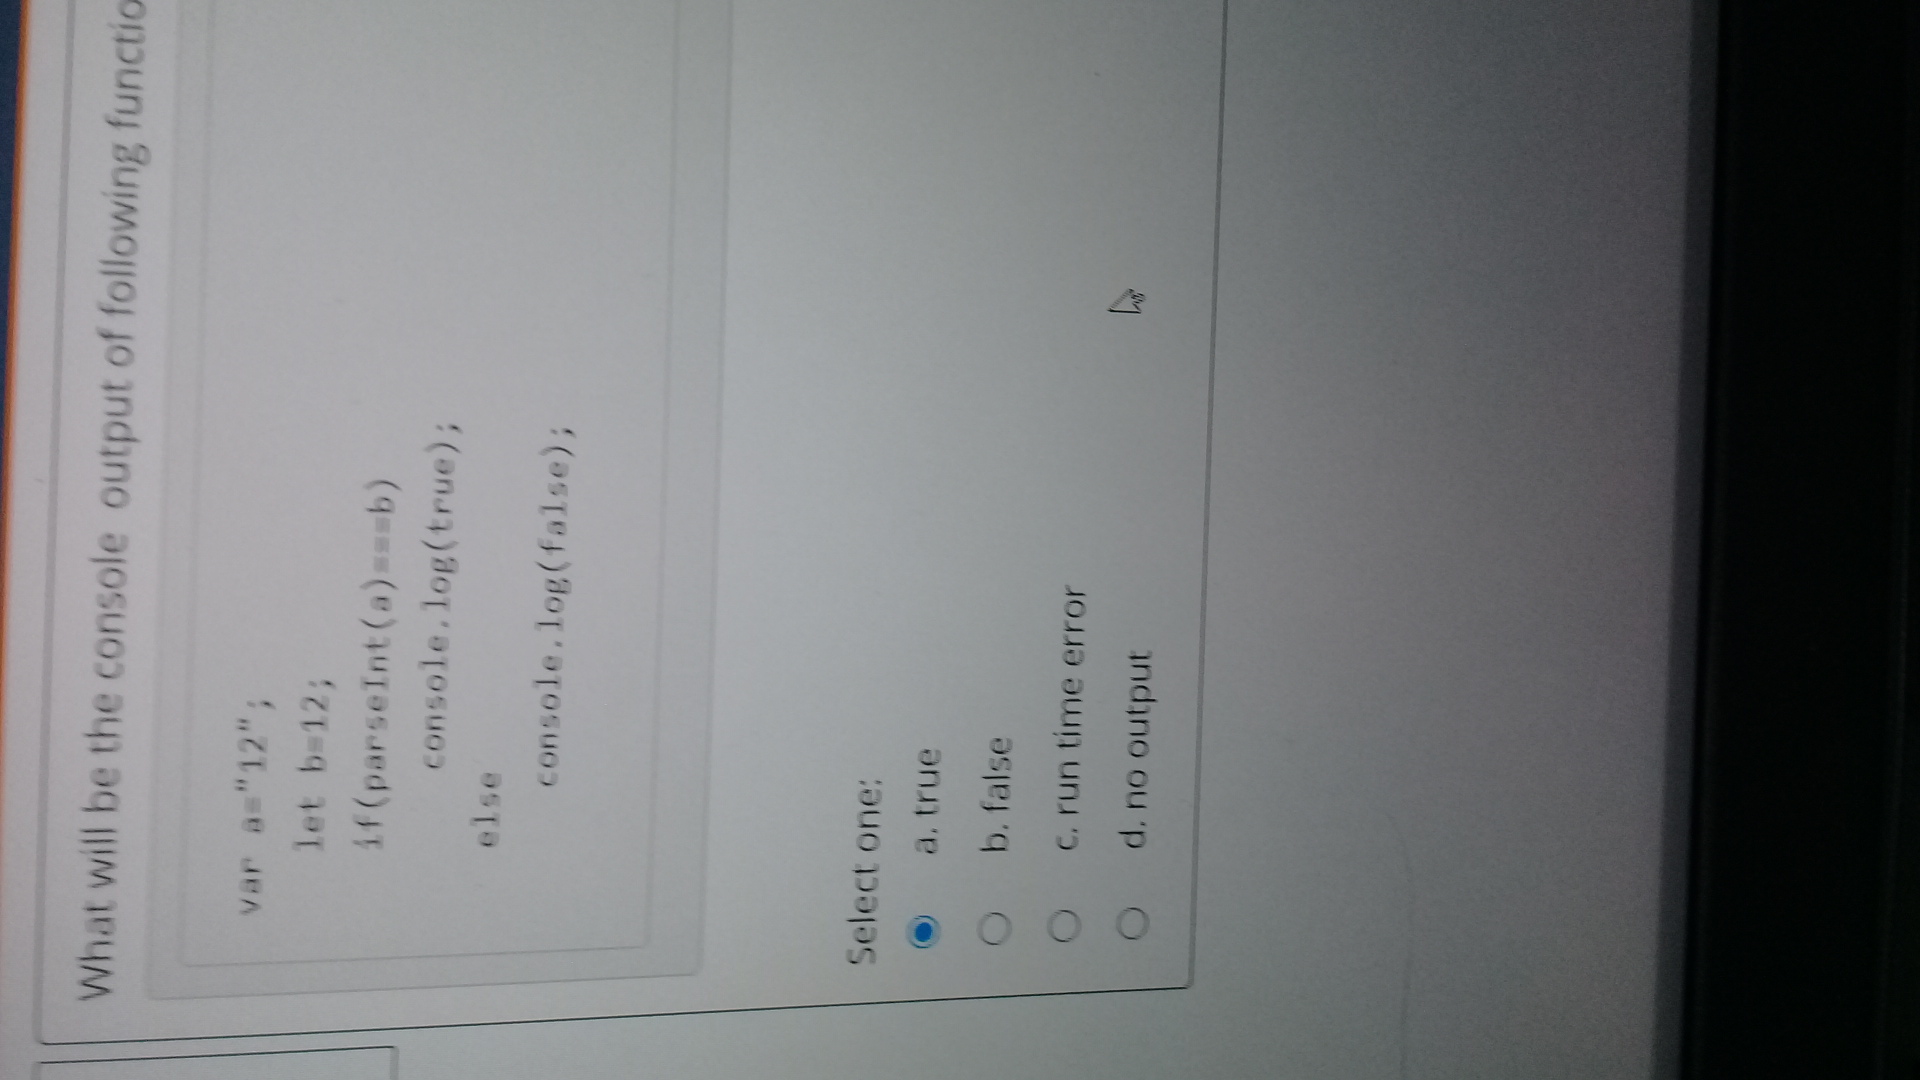 What will be the console output of following functio
var a="12";
let b=12;
if(parseInt(a)===b)
console.log(true);
else
console.log(false);
Select one:
a. true
b. false
c. run time error
d. no output